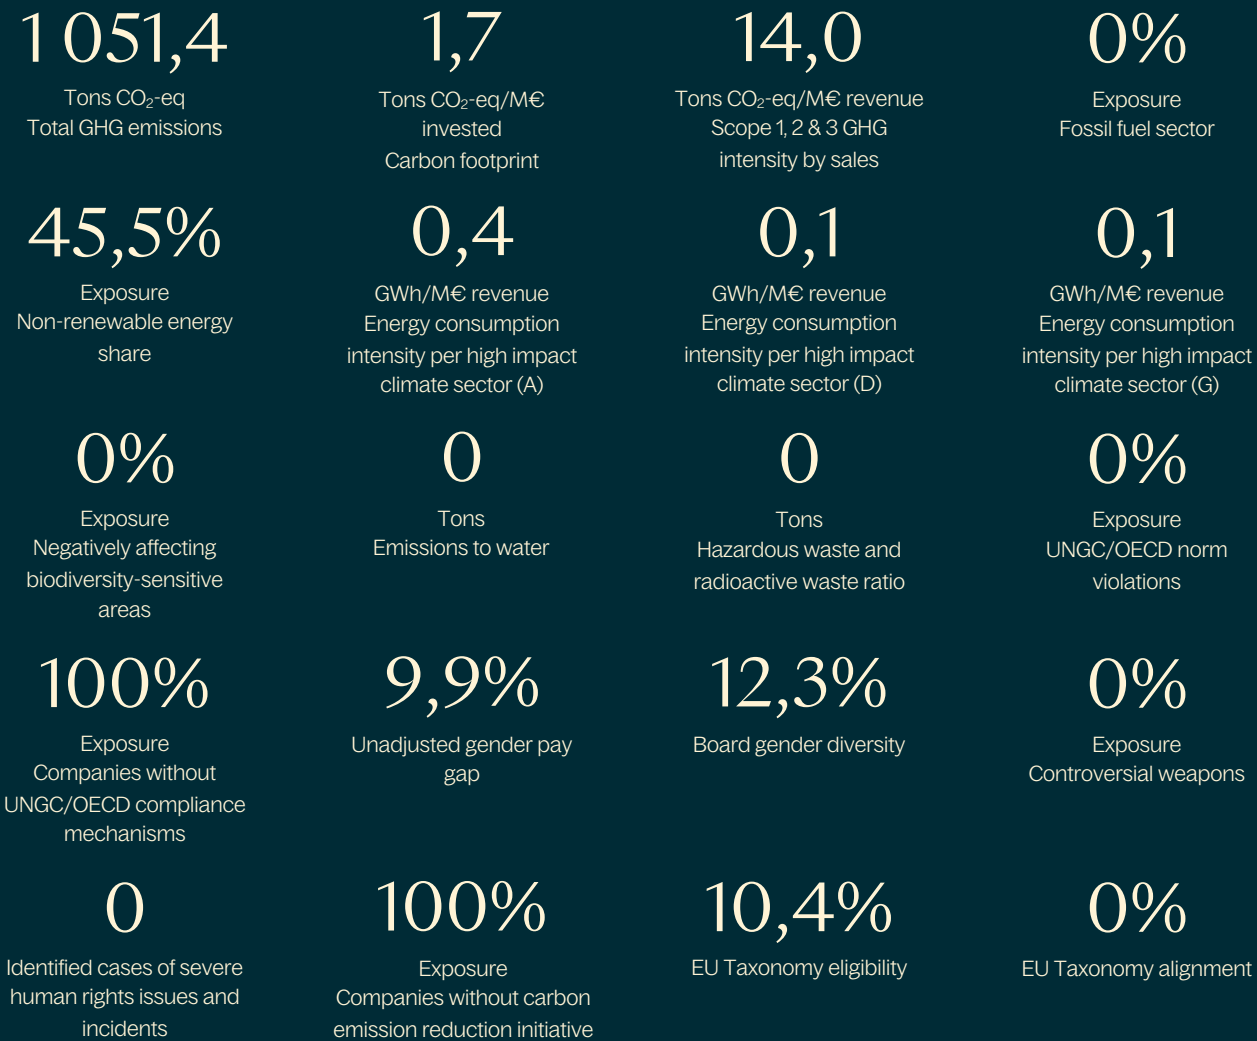 1 051,4
Tons CO₂-eq
Total GHG emissions
1,7
Tons CO₂-eq/M€
invested
Carbon footprint
14,0
Tons CO₂-eq/M€ revenue
Scope 1, 2 & 3 GHG
intensity by sales
0%
Exposure
Fossil fuel sector
45,5%
Exposure
Non-renewable energy
share
0,4
GWh/M€ revenue
Energy consumption
intensity per high impact
climate sector (A)
0,1
GWh/M€ revenue
Energy consumption
intensity per high impact
climate sector (D)
0,1
GWh/M€ revenue
Energy consumption
intensity per high impact
climate sector (G)
0%
Exposure
Negatively affecting
biodiversity-sensitive
areas
0
Tons
Emissions to water
0
Tons
Hazardous waste and
radioactive waste ratio
0%
Exposure
UNGC/OECD norm
violations
100%
Exposure
Companies without
UNGC/OECD compliance
mechanisms
9,9%
Unadjusted gender pay
gap
12,3%
Board gender diversity
0%
Exposure
Controversial weapons
0
Identified cases of severe
human rights issues and
incidents
100%
Exposure
Companies without carbon
emission reduction initiative
10,4%
EU Taxonomy eligibility
0%
EU Taxonomy alignment